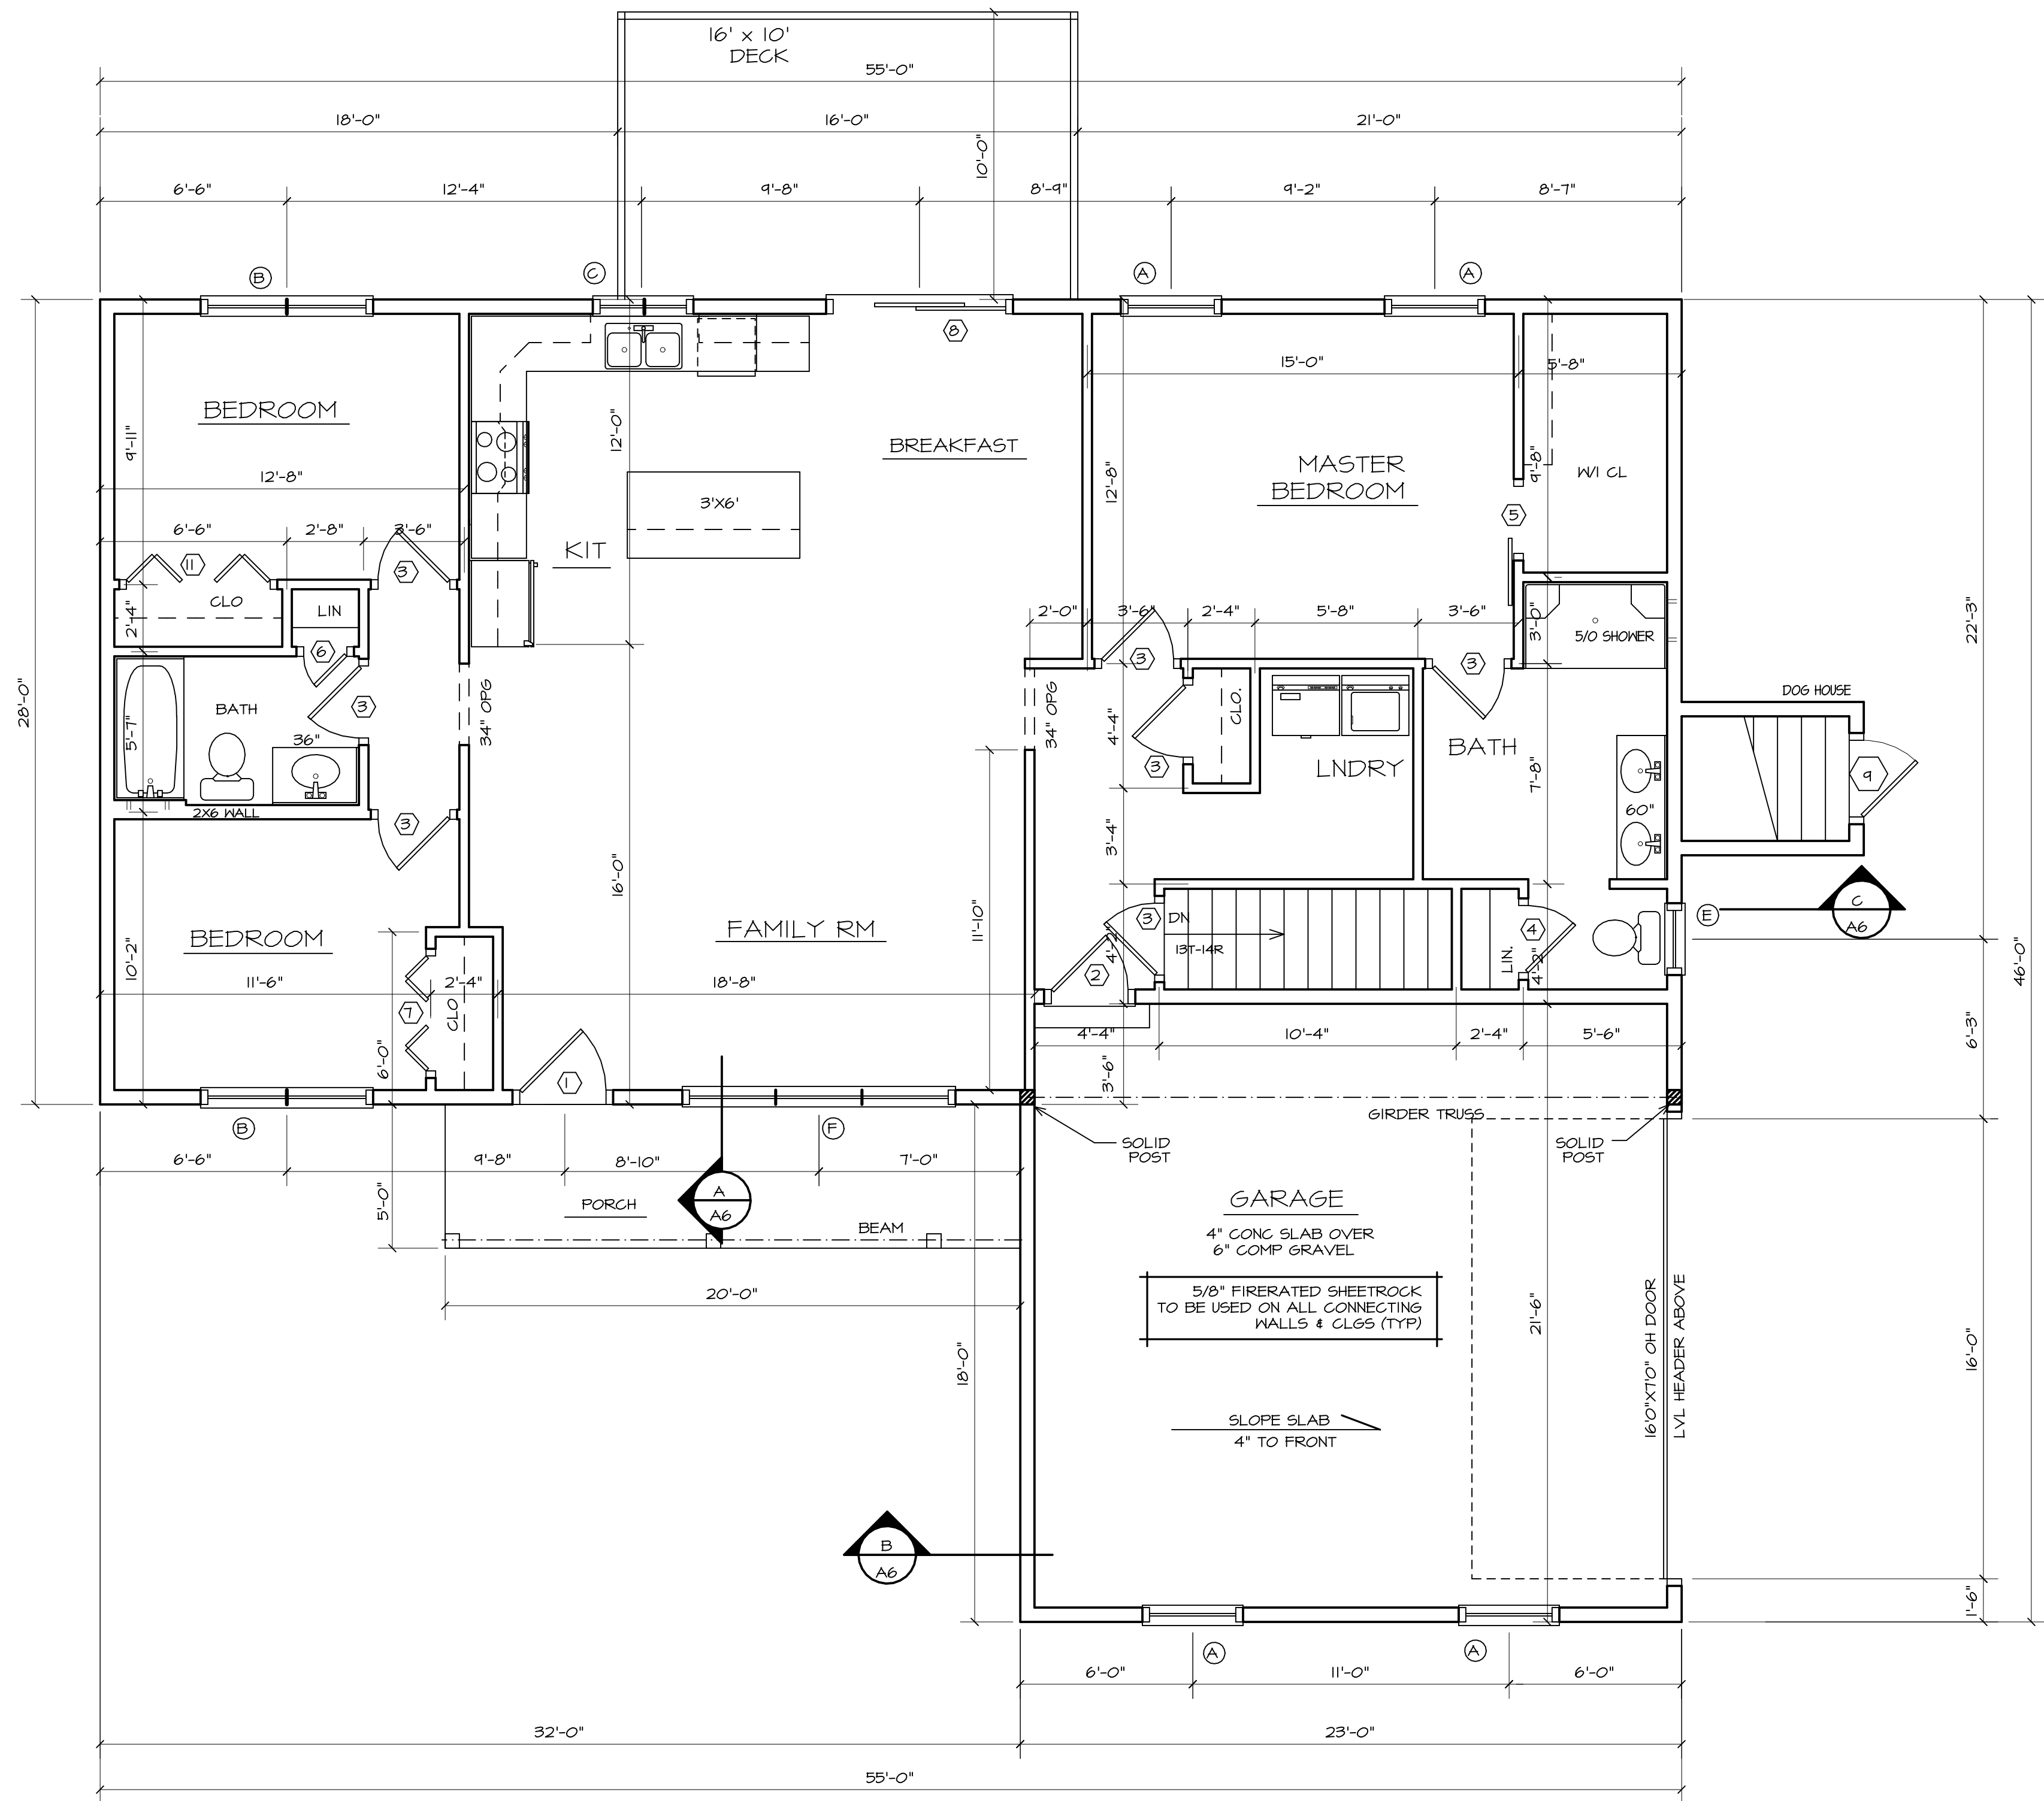 16' x 10'
DECK
55'-0"
18'-0"
16'-0"
21'-0"
10'-0"
6'-6"
12'-4"
9'-8"
8'-9"
9'-2"
8'-7"
B
C
A
A
8
15'-0"
5'-8"
BEDROOM
9'-11"
12'-0"
BREAKFAST
12'-8"
MASTER
BEDROOM
9'-8"
W/I CL
12'-8"
3'X6'
5
6'-6"
2'-8"
3'-6"
KIT
11
3
CLO
LIN
2'-4"
2'-0"
3'-6"
2'-4"
5'-8"
3'-6"
3'-0"
5/0 SHOWER
22'-3"
6
3
3
28'-0"
BATH
3
34" OPG
34" OPG
4'-4"
CLO.
DOG HOUSE
5'-7"
36"
3
LNDRY
BATH
7'-8"
9
2X6 WALL
3
60"
3'-4"
16'-0"
C
A6
E
BEDROOM
10'-2"
FAMILY RM
11'-10"
3
DN
13T-14R
4'-2"
4
LIN.
4'-2"
46'-0"
2
11'-6"
2'-4"
18'-8"
7
CLO
6'-0"
4'-4"
10'-4"
2'-4"
5'-6"
6'-3"
1
3'-6"
GIRDER TRUSS
B
F
SOLID
POST
SOLID
POST
6'-6"
9'-8"
8'-10"
7'-0"
5'-0"
PORCH
A
A6
BEAM
GARAGE
4" CONC SLAB OVER
6" COMP GRAVEL
5/8" FIRERATED SHEETROCK
TO BE USED ON ALL CONNECTING
WALLS & CLGS (TYP)
20'-0"
18'-0"
21'-6"
16'0"X7'0" OH DOOR
LVL HEADER ABOVE
16'-0"
SLOPE SLAB
4" TO FRONT
B
A6
1'-6"
A
A
6'-0"
11'-0"
6'-0"
32'-0"
23'-0"
55'-0"